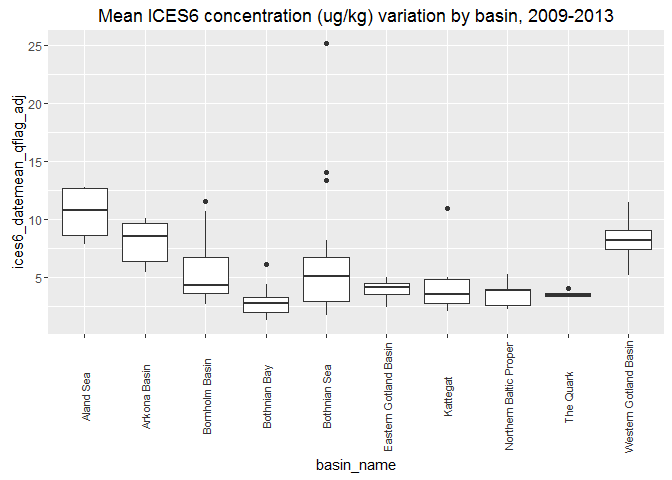 Mean ICES6 concentration (ug/kg) variation by basin, 2009-2013
ices6_datemean_qflag_adj
25
20
15
10
5
Aland Sea
Arkona Basin
Bornholm Basin
Bothnian Bay
Bothnian Sea
Eastern Gotland Basin
Kattegat
Northern Baltic Proper
The Quark
Western Gotland Basin
basin_name